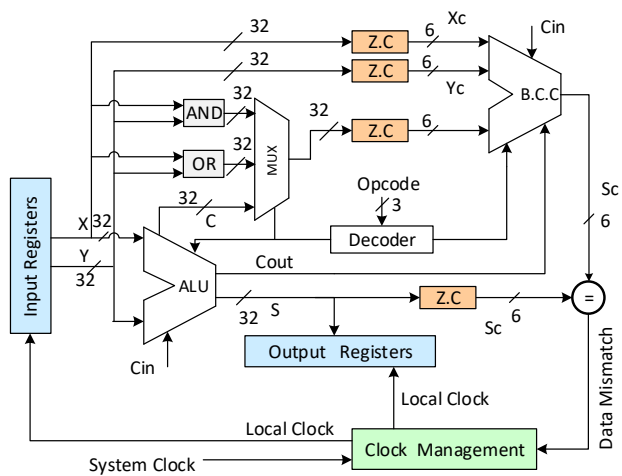 32 Z.C 6 Xc Cin
32 Z.C 6 Yc B.C.C
AND 32
32 Z.C 6
OR 32
MUX
Opcode
3
Sc
6
32 C
Input Registers
X 32
Y 32
Decoder
ALU
Cout
32 S
Z.C 6
Sc
=
Cin
Output Registers
Data Mismatch
Local Clock
Local Clock
Clock Management
System Clock